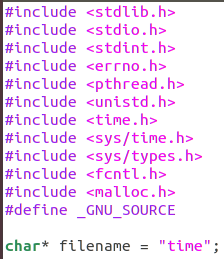 #include <stdlib.h>
#include <stdio.h>
#include <stdint.h>
#include <errno.h>
#include <pthread.h>
#include <unistd.h>
#include <time.h>
#include <sys/time.h>
#include <sys/types.h>
#include <fcntl.h>
#include <malloc.h>
#define _GNU_SOURCE
char* filename = "time";